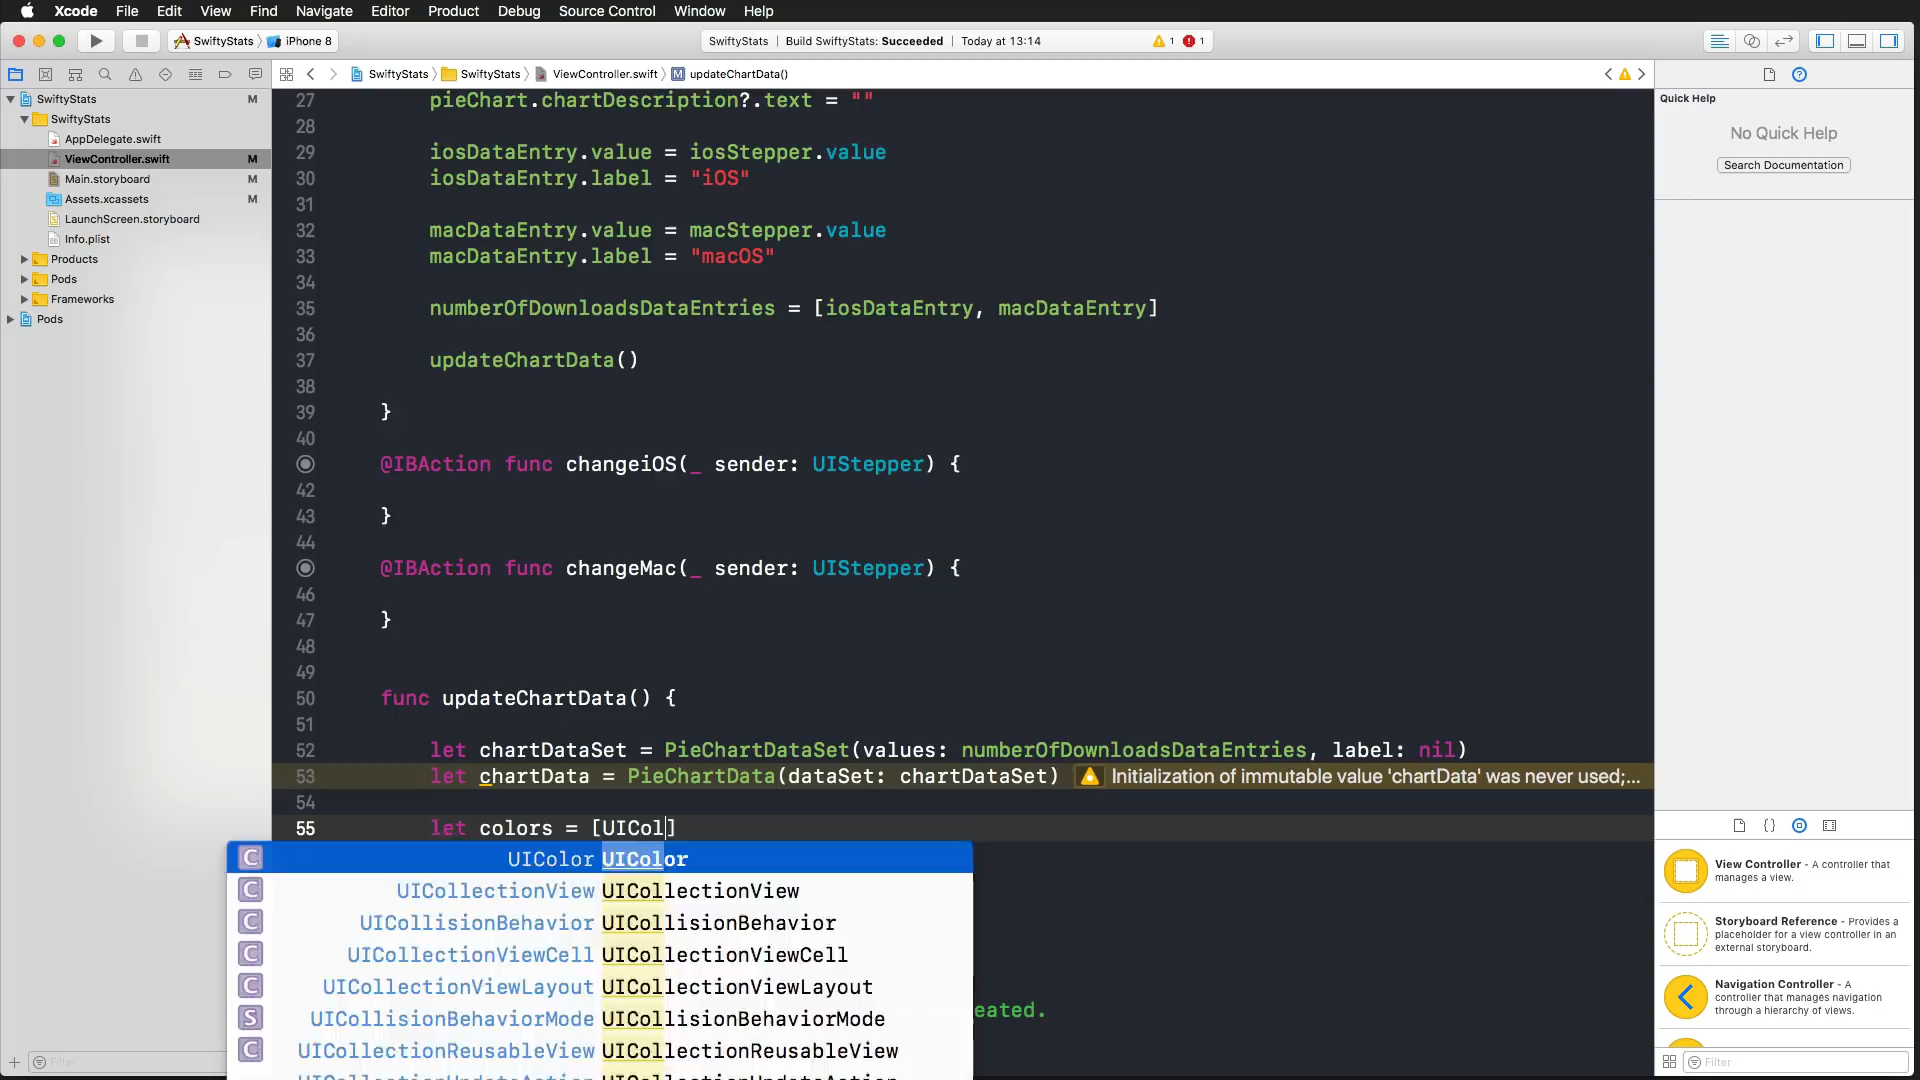 Xcode File Edit View Find Navigate Editor Product Debug Source Control Window Help
SwiftyStats iPhone 8
SwiftyStats Build SwiftyStats: Succeeded Today at 13:14 1 1
SwiftyStats SwiftyStats ViewController.swift M updateChartData()
SwiftyStats M
SwiftyStats
AppDelegate.swift
ViewController.swift M
Main.storyboard M
Assets.xcassets M
LaunchScreen.storyboard
Info.plist
Products
Pods
Frameworks
Pods
Filter
27 pieChart.chartDescription?.text = ""
28
29 iosDataEntry.value = iosStepper.value
30 iosDataEntry.label = "iOS"
31
32 macDataEntry.value = macStepper.value
33 macDataEntry.label = "macOS"
34
35 numberOfDownloadsDataEntries = [iosDataEntry, macDataEntry]
36
37 updateChartData()
38
39 }
40
@IBAction func changeiOS(_ sender: UIStepper) {
42
43 }
44
@IBAction func changeMac(_ sender: UIStepper) {
46
47 }
48
49
50 func updateChartData() {
51
52 let chartDataSet = PieChartDataSet(values: numberOfDownloadsDataEntries, label: nil)
53 let chartData = PieChartData(dataSet: chartDataSet) Initialization of immutable value 'chartData' was never used;...
54
55 let colors = [UICol]
C UIColor UIColor
C UICollectionView UICollectionView
C UICollisionBehavior UICollisionBehavior
C UICollectionViewCell UICollectionViewCell
C UICollectionViewLayout UICollectionViewLayout
S UICollisionBehaviorMode UICollisionBehaviorMode
C UICollectionReusableView UICollectionReusableView
eated.
Quick Help
No Quick Help
Search Documentation
View Controller - A controller that
manages a view.
Storyboard Reference - Provides a
placeholder for a view controller in an
external storyboard.
Navigation Controller - A
controller that manages navigation
through a hierarchy of views.
Filter